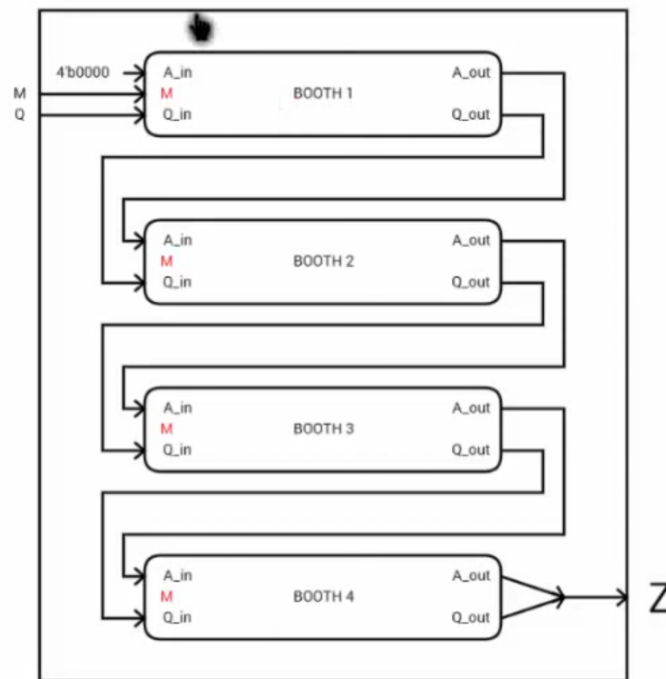 4'b0000 A_in A_out
M M BOOTH 1
Q Q_in Q_out
A_in A_out
M BOOTH 2
Q_in Q_out
A_in A_out
M BOOTH 3
Q_in Q_out
A_in A_out
M BOOTH 4 Z
Q_in Q_out